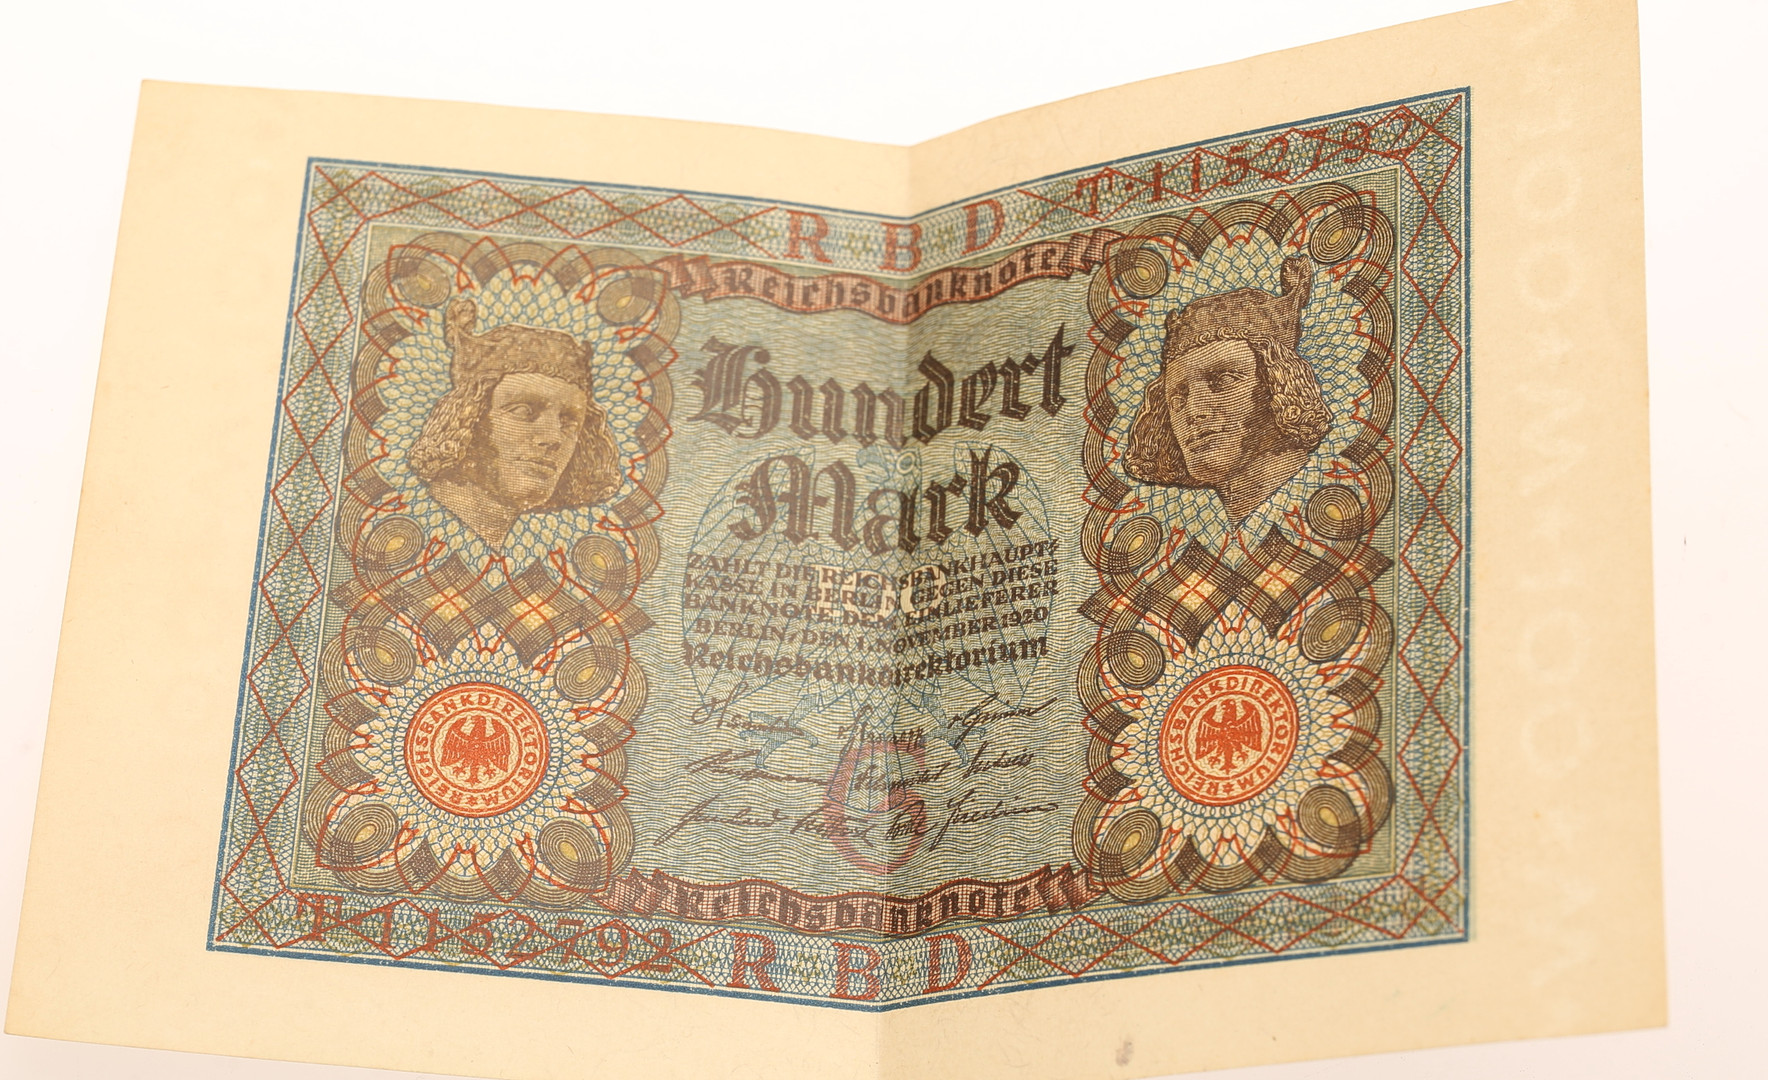 R B D T·1152792
Reichsbanknote
Hundert
Mark
ZAHLT DIE REICHSBANKHAUPT-
KASSE IN BERLIN GEGEN DIESE
BANKNOTE DEM EINLIEFERER
BERLIN, DEN 1. NOVEMBER 1920
Reichsbankdirektorium
REICHSBANKDIREKTORIUM
REICHSBANKDIREKTORIUM
Reichsbanknote
T·1152792 R B D